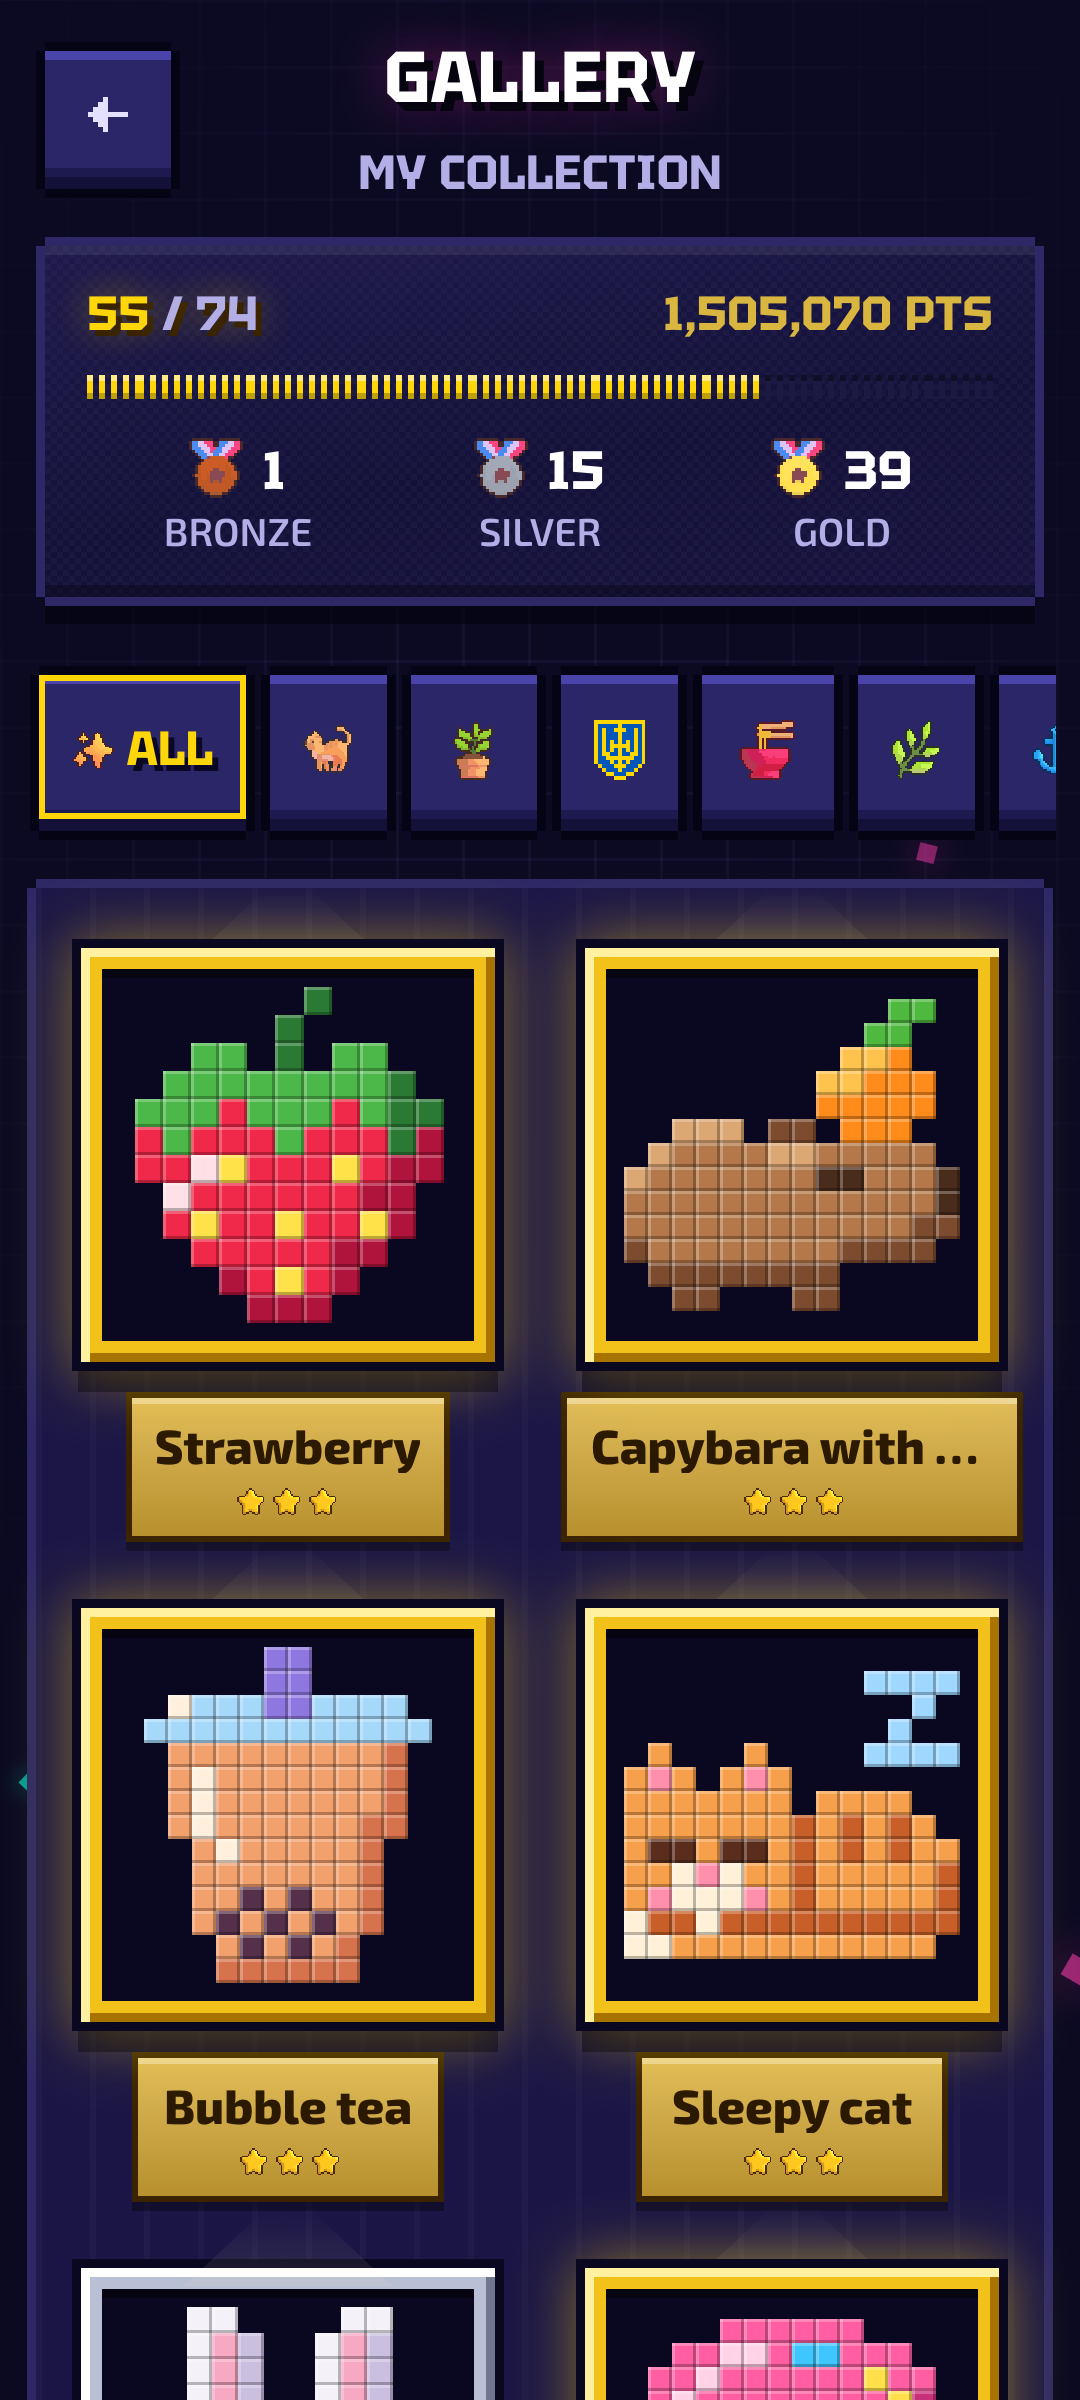 GALLERY
MY COLLECTION
55 / 74
1,505,070 PTS
1
BRONZE
15
SILVER
39
GOLD
ALL
Strawberry
Capybara with ...
Bubble tea
Sleepy cat